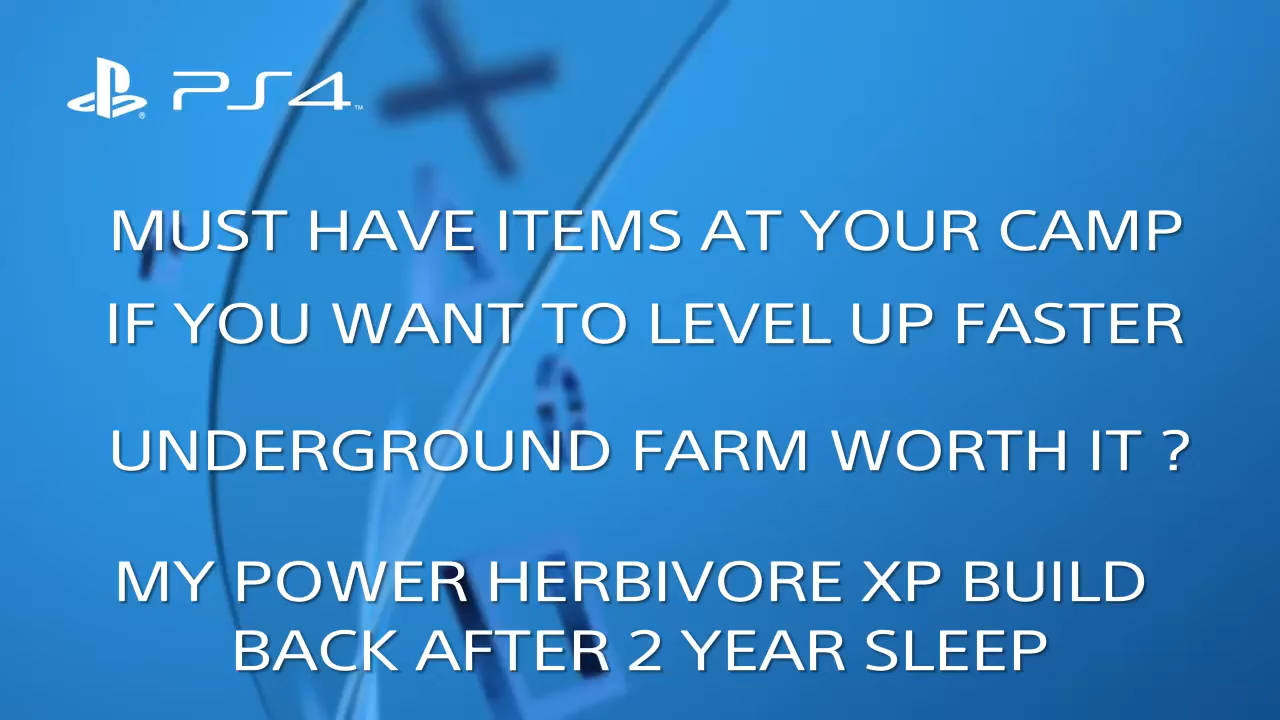 PS4™
MUST HAVE ITEMS AT YOUR CAMP
IF YOU WANT TO LEVEL UP FASTER
UNDERGROUND FARM WORTH IT ?
MY POWER HERBIVORE XP BUILD
BACK AFTER 2 YEAR SLEEP